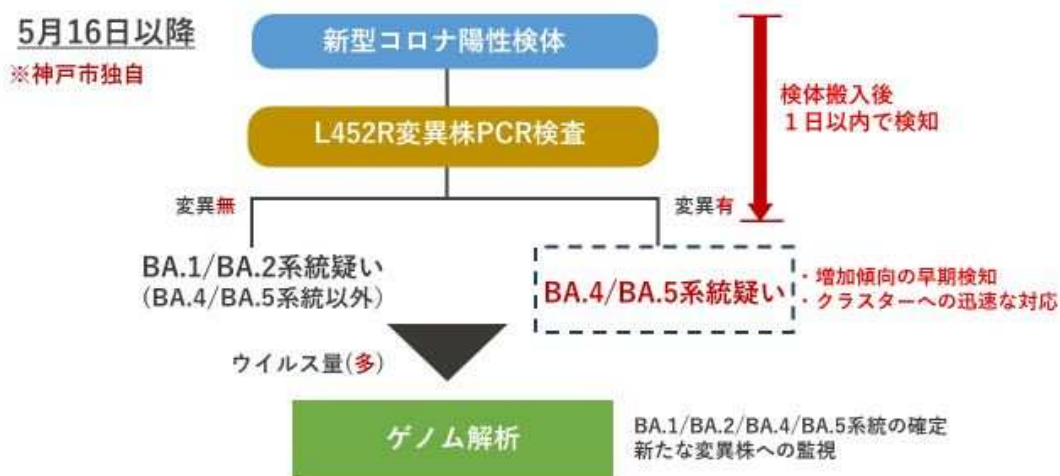 5月16日以降
※神戸市独自
新型コロナ陽性検体
L452R変異株PCR検査
検体搬入後
1日以内で検知
変異無
変異有
BA.1/BA.2系統疑い
(BA.4/BA.5系統以外)
BA.4/BA.5系統疑い
・増加傾向の早期検知
・クラスターへの迅速な対応
ウイルス量(多)
ゲノム解析
BA.1/BA.2/BA.4/BA.5系統の確定
新たな変異株への監視